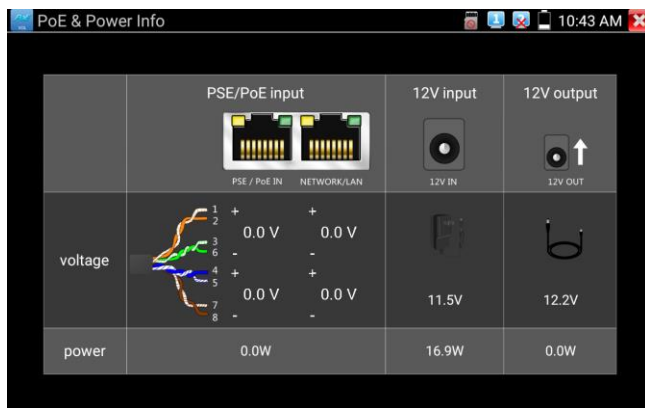 PoE & Power Info
10:43 AM
PSE/PoE input
12V input
12V output
PSE / PoE IN
NETWORK/LAN
12V IN
12V OUT
voltage
1 + +
2
0.0 V 0.0 V
3
6 - -
4 + +
5
0.0 V 0.0 V
7
8 - -
11.5V
12.2V
power
0.0W
16.9W
0.0W